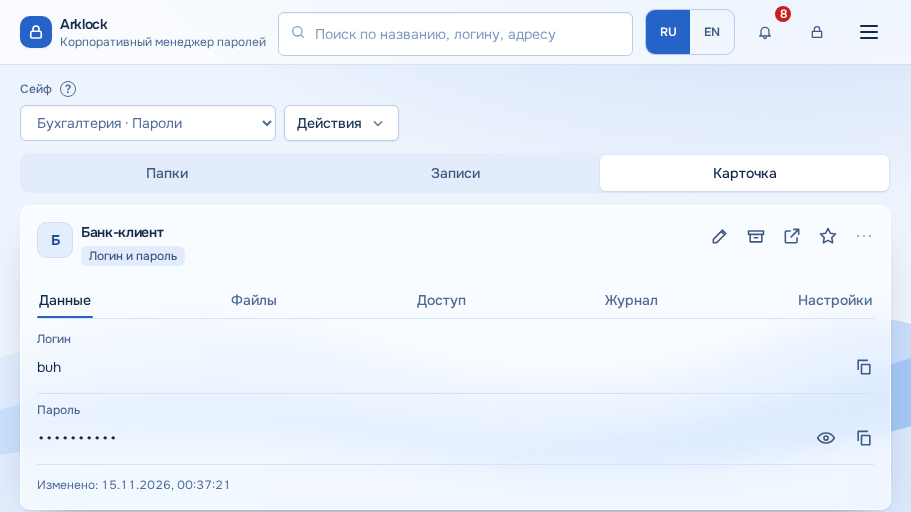 Arklock
Корпоративный менеджер паролей
Поиск по названию, логину, адресу
RU
EN
8
Сейф ?
Бухгалтерия · Пароли
Действия
Папки
Записи
Карточка
Б
Банк-клиент
Логин и пароль
Данные
Файлы
Доступ
Журнал
Настройки
Логин
buh
Пароль
••••••••••
Изменено: 15.11.2026, 00:37:21